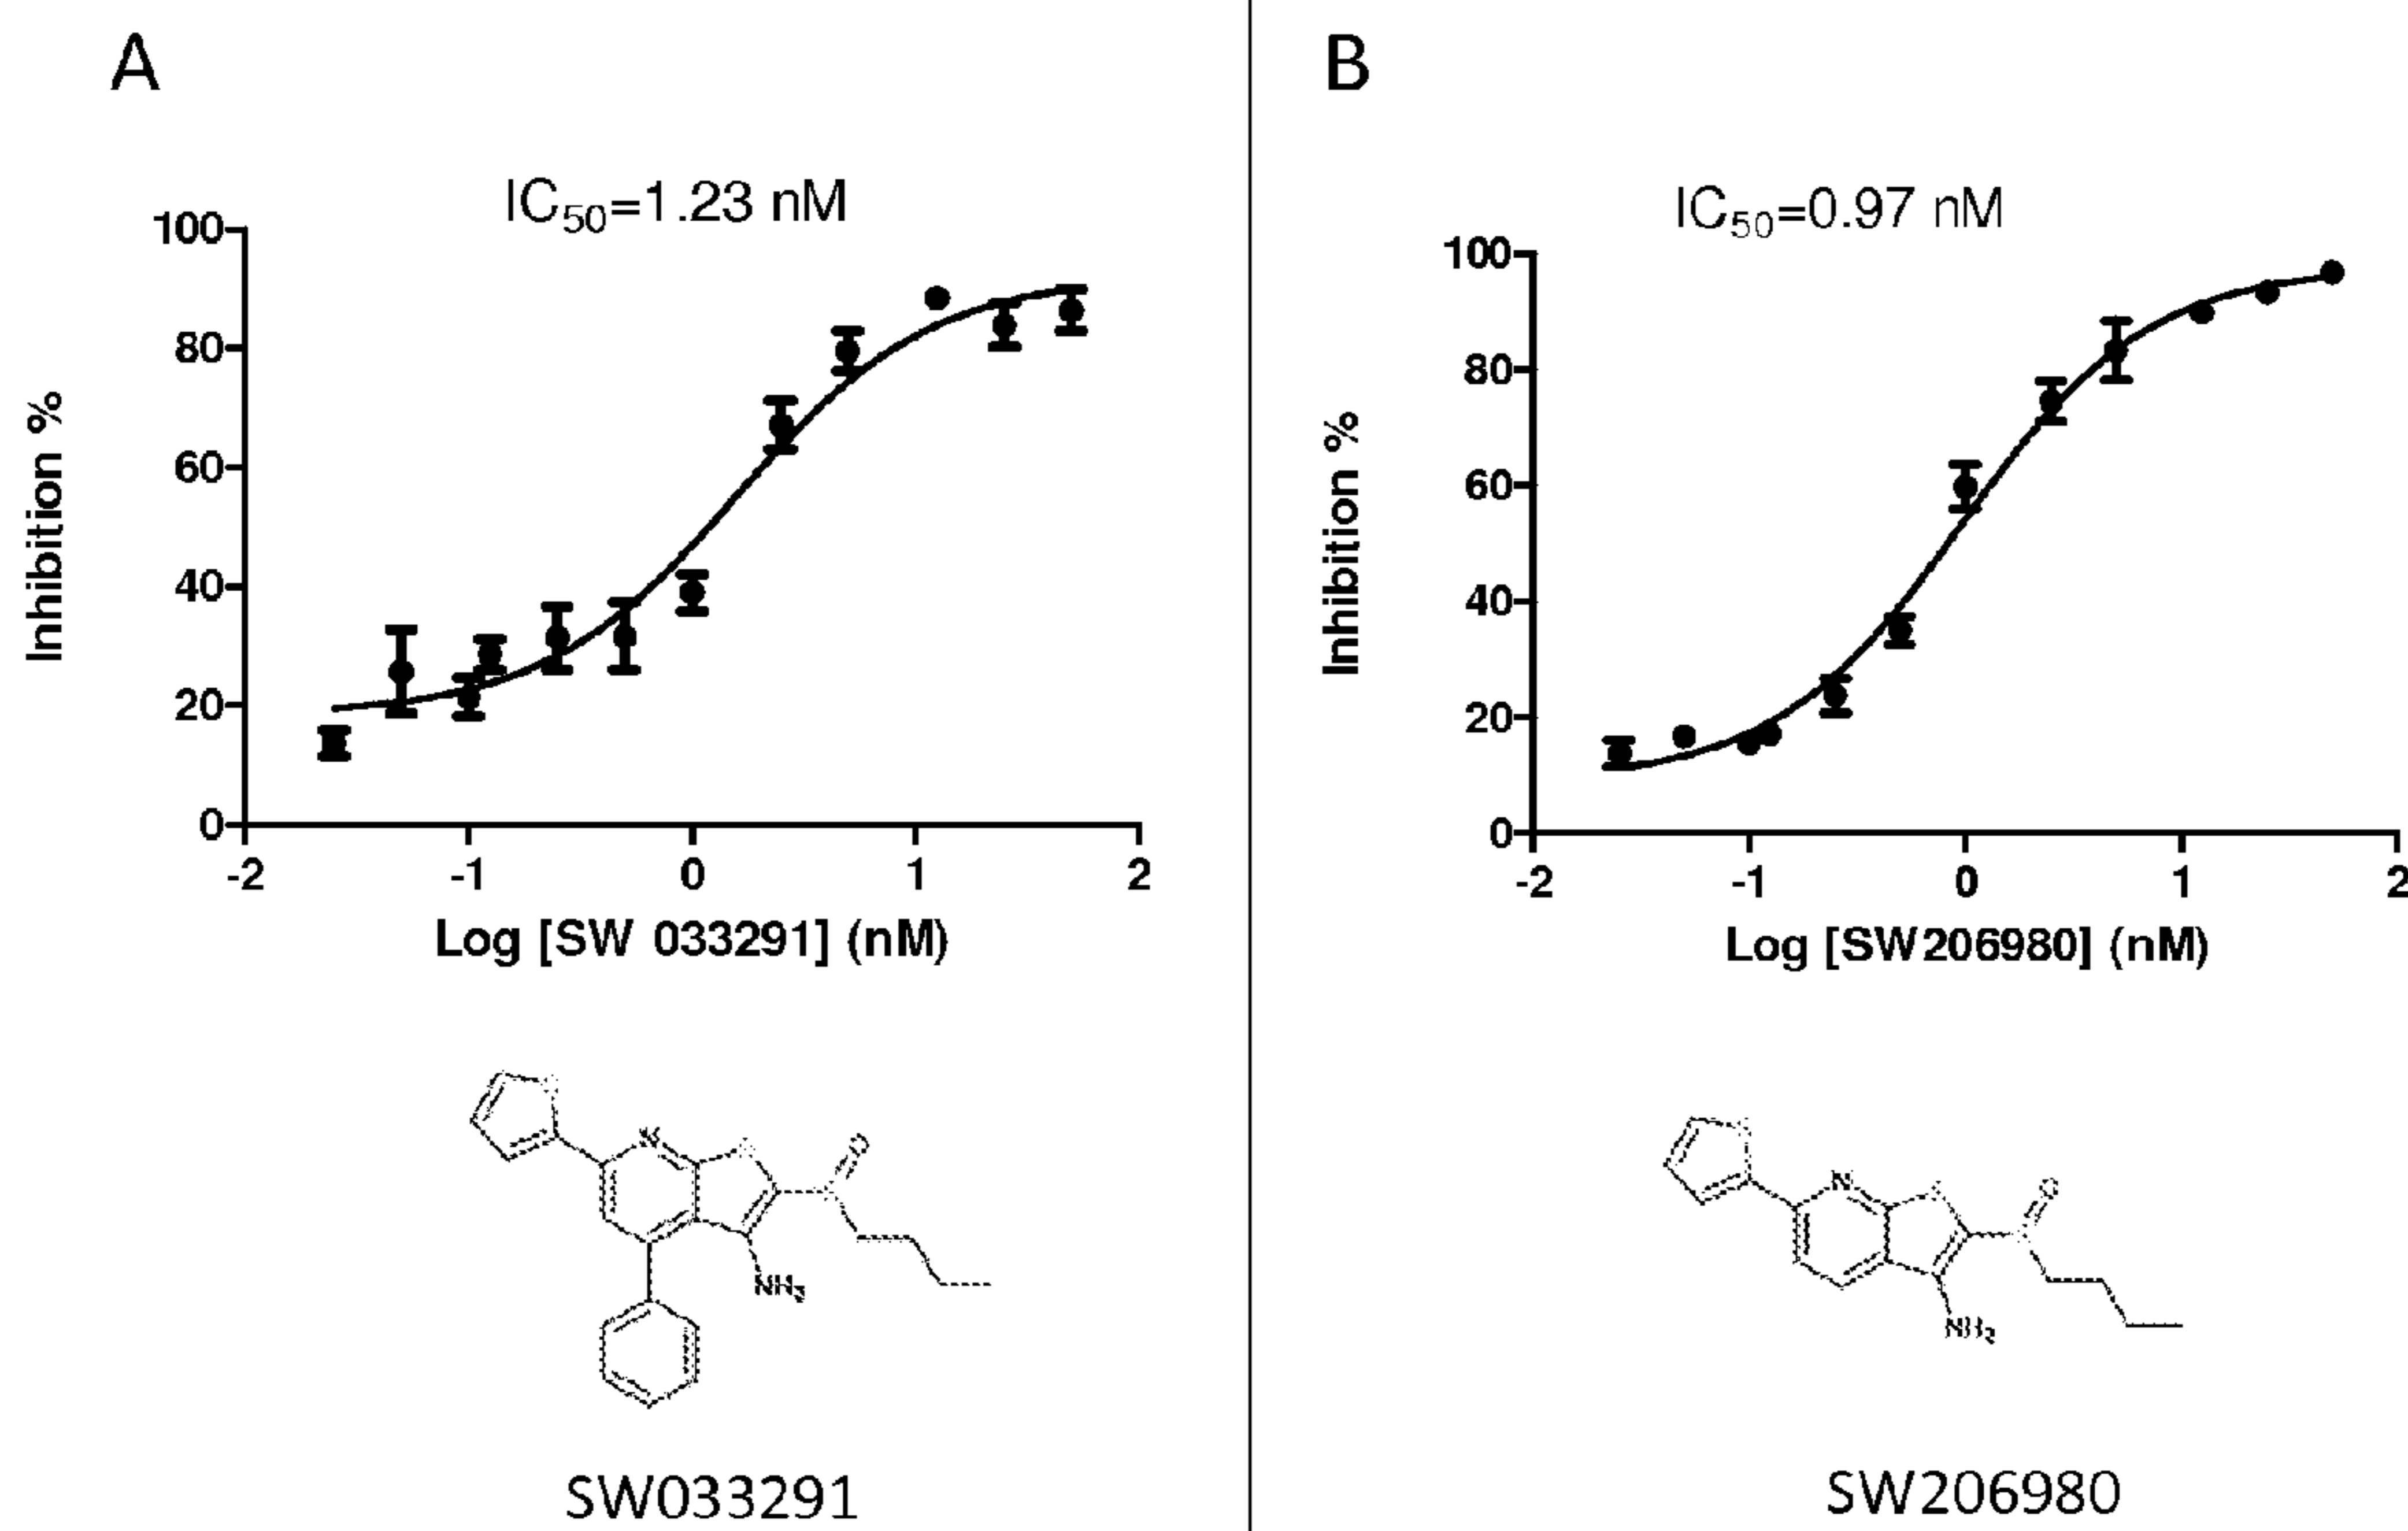 A
IC50=1.23 nM
100
80
60
40
20
0
Inhibition %
-2 -1 0 1 2
Log [SW 033291] (nM)
O
NH2
SW033291
B
IC50=0.97 nM
100
80
60
40
20
0
Inhibition %
-2 -1 0 1 2
Log [SW206980] (nM)
N
O
NH2
SW206980